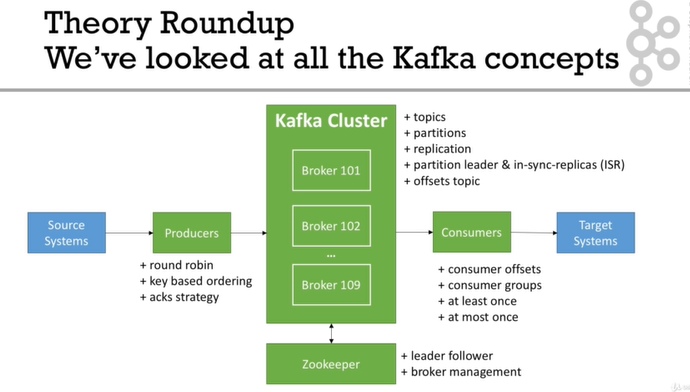 Theory Roundup
We've looked at all the Kafka concepts
Kafka Cluster
Broker 101
Broker 102
...
Broker 109
+ topics
+ partitions
+ replication
+ partition leader & in-sync-replicas (ISR)
+ offsets topic
Source
Systems
Producers
+ round robin
+ key based ordering
+ acks strategy
Consumers
+ consumer offsets
+ consumer groups
+ at least once
+ at most once
Target
Systems
Zookeeper
+ leader follower
+ broker management